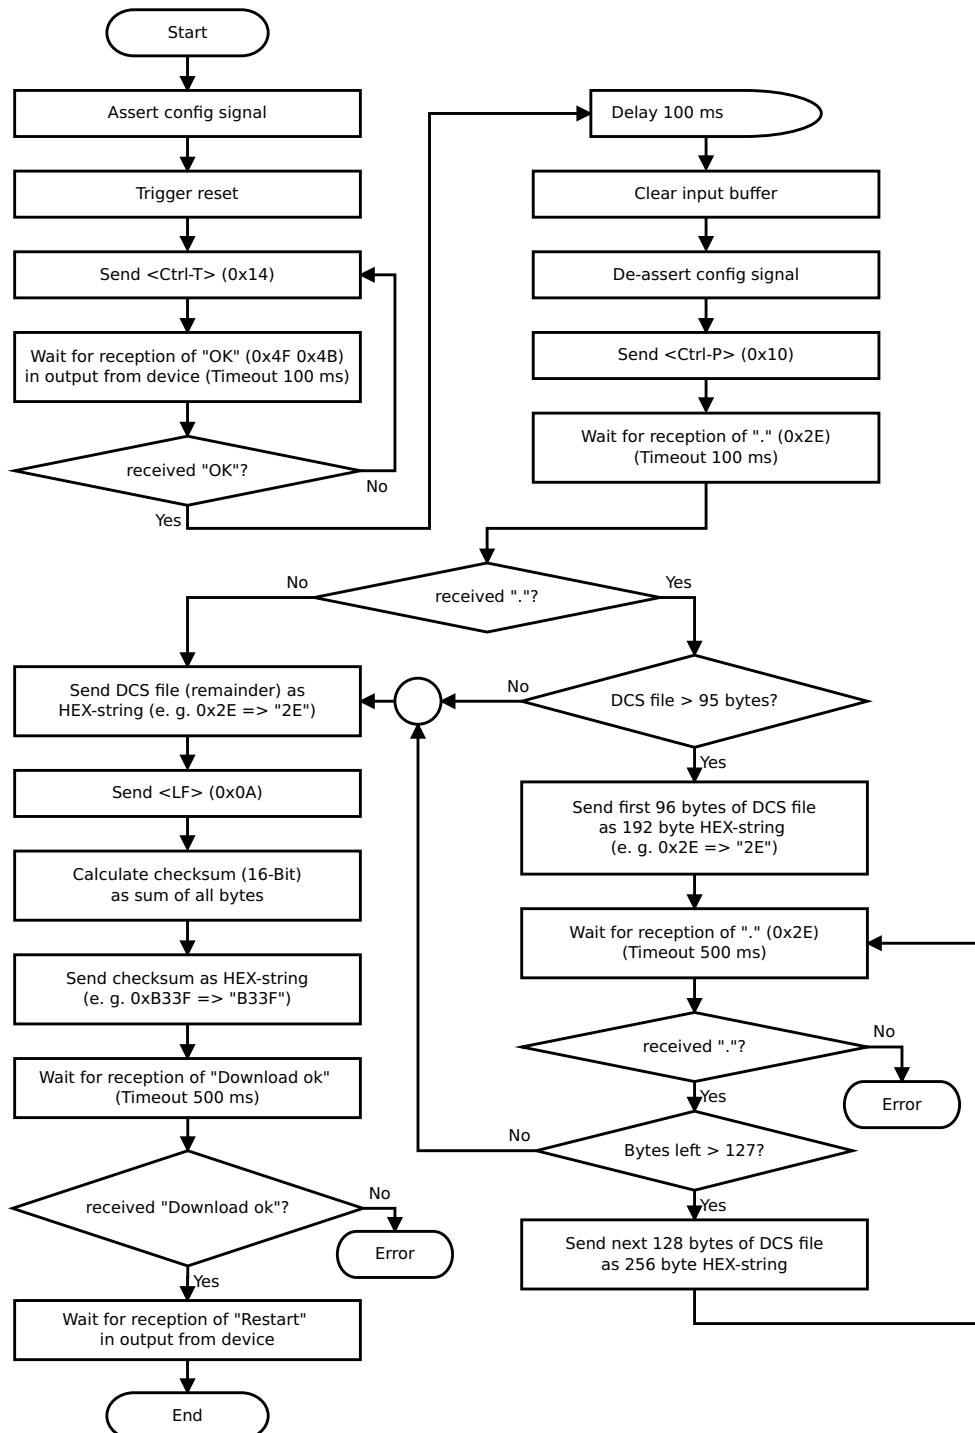 Start
Assert config signal
Trigger reset
Send <Ctrl-T> (0x14)
Wait for reception of "OK" (0x4F 0x4B)
in output from device (Timeout 100 ms)
received "OK"?
No
Yes
Delay 100 ms
Clear input buffer
De-assert config signal
Send <Ctrl-P> (0x10)
Wait for reception of "." (0x2E)
(Timeout 100 ms)
received "."?
No
Yes
Send DCS file (remainder) as
HEX-string (e. g. 0x2E => "2E")
Send <LF> (0x0A)
Calculate checksum (16-Bit)
as sum of all bytes
Send checksum as HEX-string
(e. g. 0xB33F => "B33F")
Wait for reception of "Download ok"
(Timeout 500 ms)
received "Download ok"?
No
Error
Yes
Wait for reception of "Restart"
in output from device
End
DCS file > 95 bytes?
No
Yes
Send first 96 bytes of DCS file
as 192 byte HEX-string
(e. g. 0x2E => "2E")
Wait for reception of "." (0x2E)
(Timeout 500 ms)
received "."?
No
Error
Yes
Bytes left > 127?
No
Yes
Send next 128 bytes of DCS file
as 256 byte HEX-string